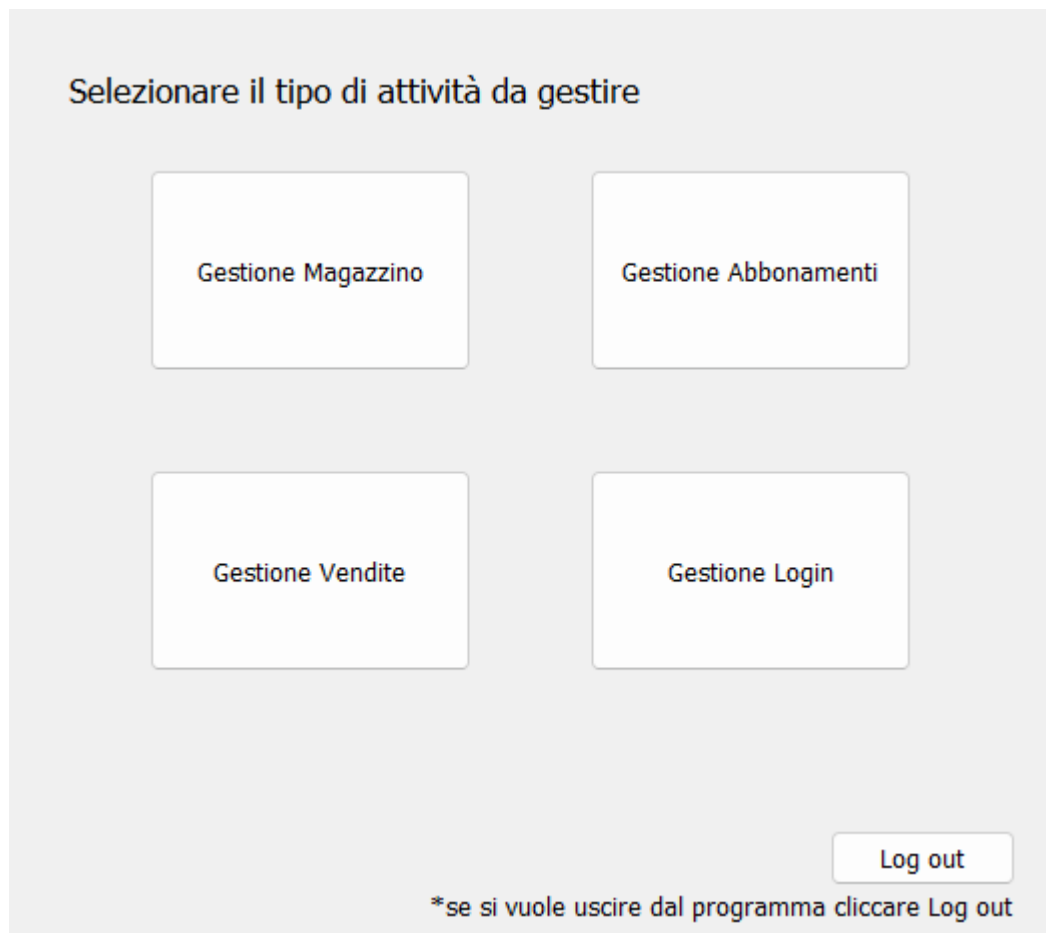 Selezionare il tipo di attività da gestire
Gestione Magazzino
Gestione Abbonamenti
Gestione Vendite
Gestione Login
Log out
*se si vuole uscire dal programma cliccare Log out